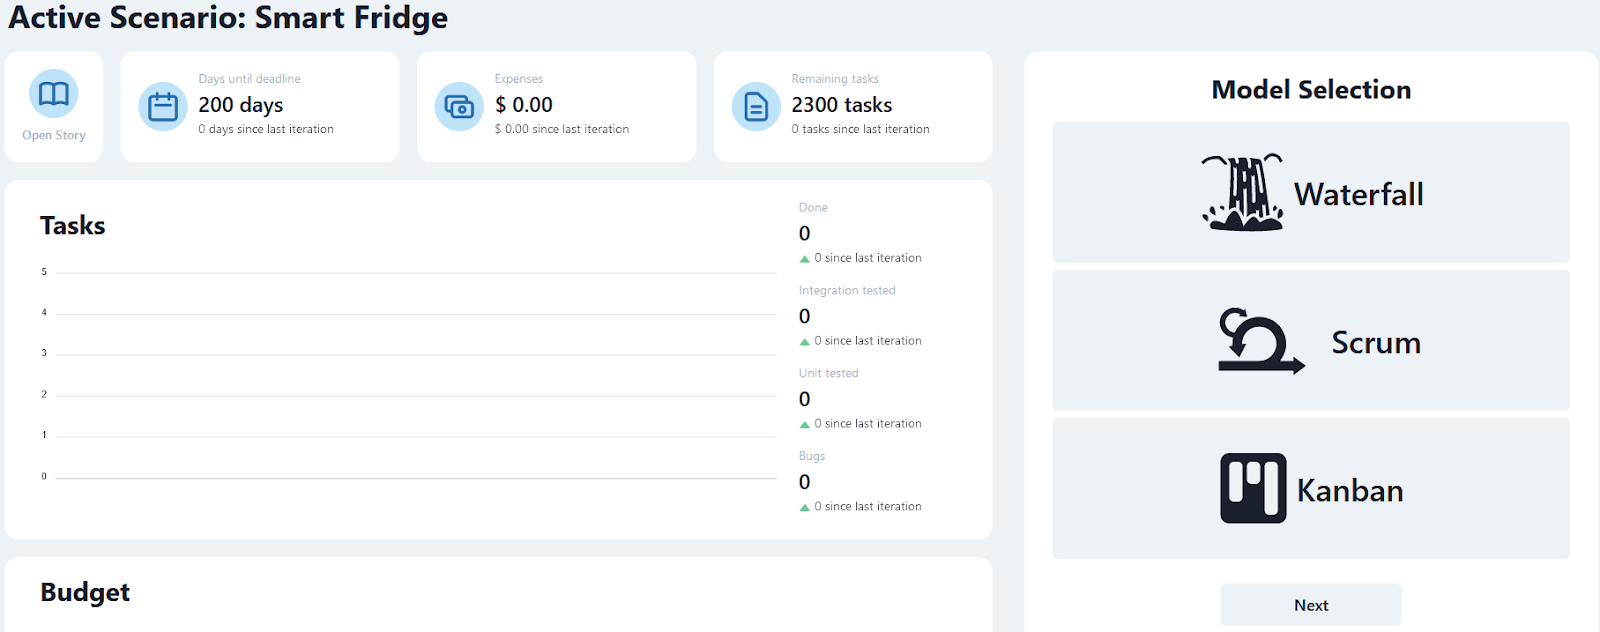 Active Scenario: Smart Fridge
Open Story
Days until deadline
200 days
0 days since last iteration
Expenses
$ 0.00
$ 0.00 since last iteration
Remaining tasks
2300 tasks
0 tasks since last iteration
Tasks
5
4
3
2
1
0
Done
0
0 since last iteration
Integration tested
0
0 since last iteration
Unit tested
0
0 since last iteration
Bugs
0
0 since last iteration
Budget
Model Selection
Waterfall
Scrum
Kanban
Next